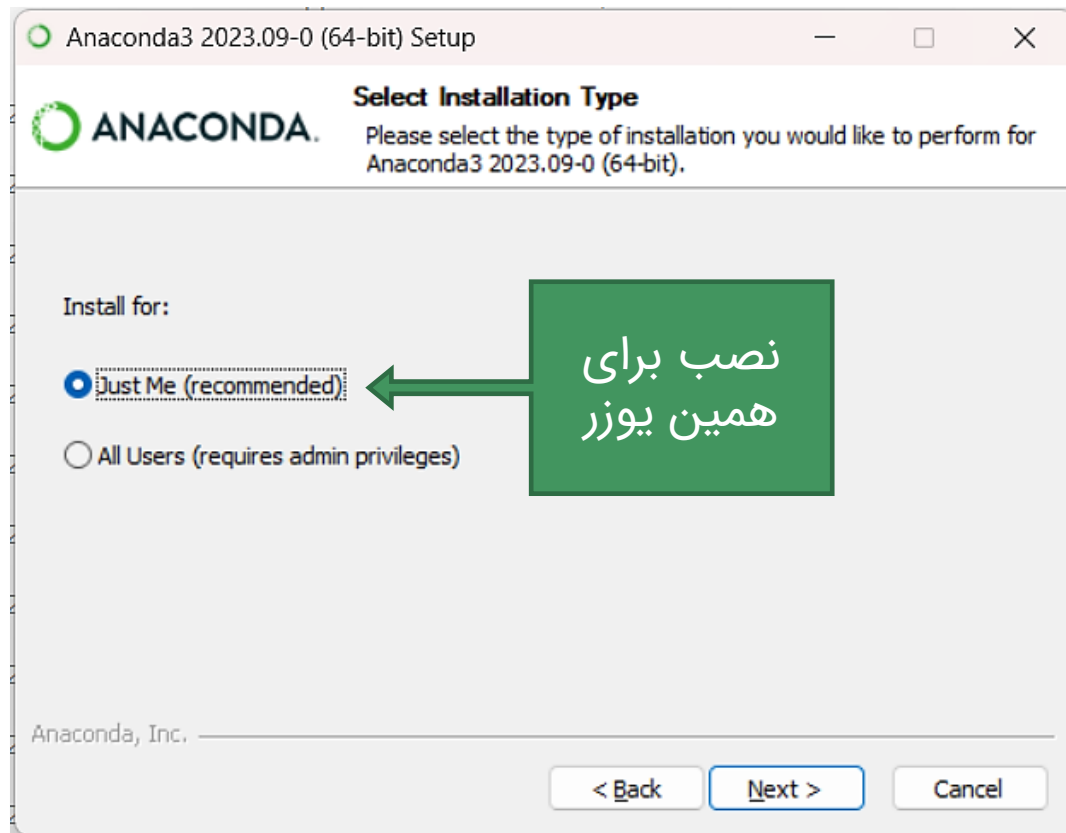 Anaconda3 2023.09-0 (64-bit) Setup
ANACONDA.
Select Installation Type
Please select the type of installation you would like to perform for
Anaconda3 2023.09-0 (64-bit).
Install for:
Just Me (recommended)
نصب برای
همین یوزر
All Users (requires admin privileges)
Anaconda, Inc.
< Back
Next >
Cancel